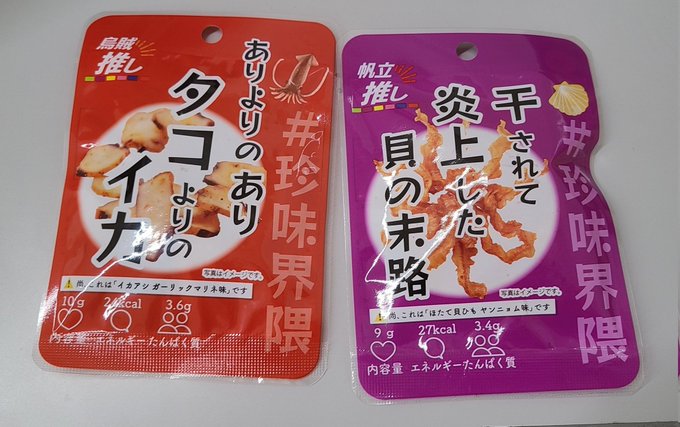 烏賊
推し
ありよりのあり
タコよりの
イカ
#珍味界隈
写真はイメージです。
尚、これは「イカアシ ガーリックマリネ味」です
10g
24kcal
3.6g
内容量
エネルギー
たんぱく質
帆立
推し
干されて
炎上した
貝の末路
#珍味界隈
写真はイメージです。
尚、これは「ほたて貝ひも ヤンニョム味」です
9g
27kcal
3.4g
内容量
エネルギー
たんぱく質